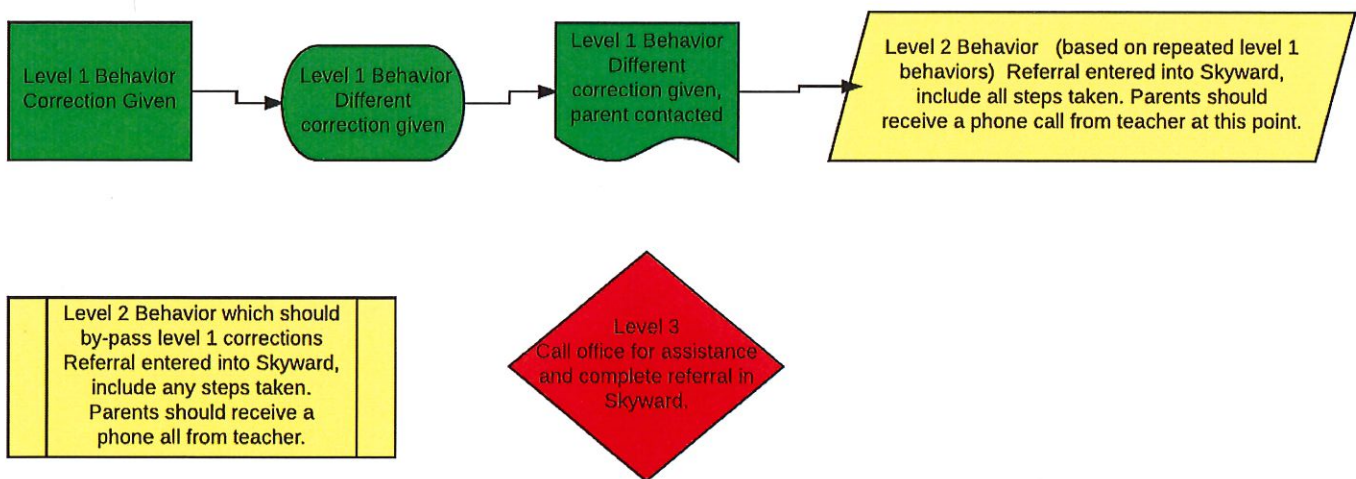 Level 1 Behavior
Correction Given
Level 1 Behavior
Different
correction given
Level 1 Behavior
Different
correction given,
parent contacted
Level 2 Behavior (based on repeated level 1
behaviors) Referral entered into Skyward,
include all steps taken. Parents should
receive a phone call from teacher at this point.
Level 2 Behavior which should
by-pass level 1 corrections
Referral entered into Skyward,
include any steps taken.
Parents should receive a
phone all from teacher.
Level 3
Call office for assistance
and complete referral in
Skyward.